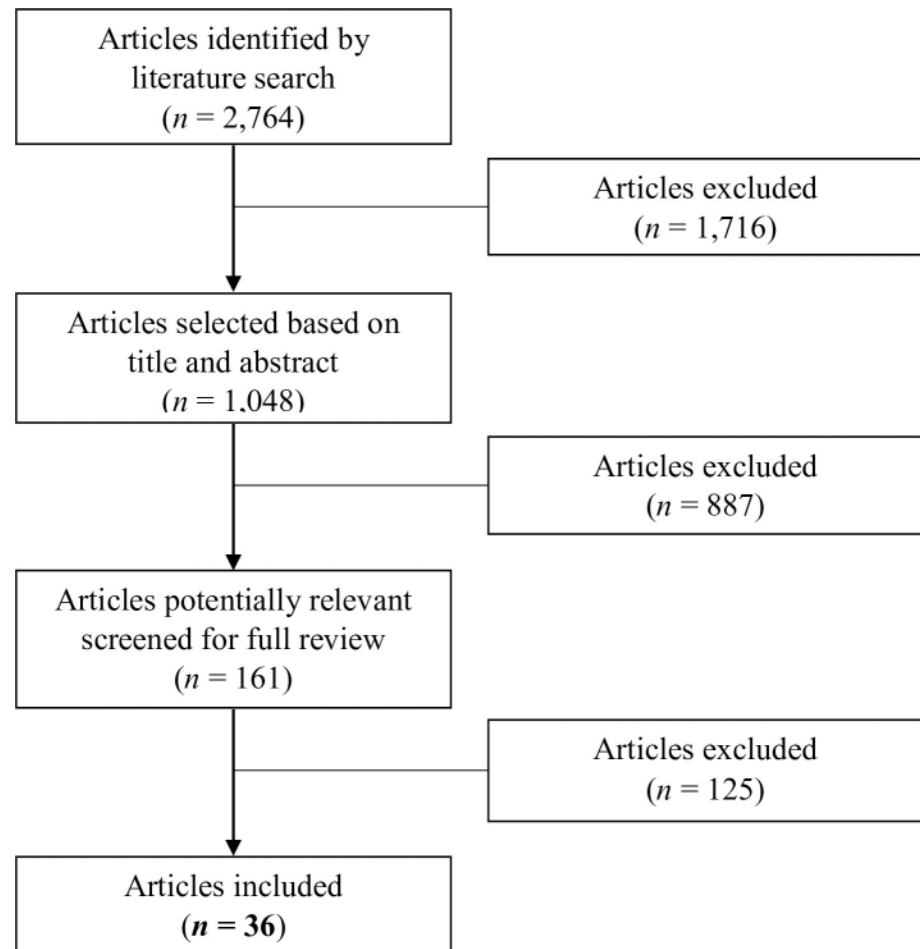 Articles identified by
literature search
(n = 2,764)
Articles excluded
(n = 1,716)
Articles selected based on
title and abstract
(n = 1,048)
Articles excluded
(n = 887)
Articles potentially relevant
screened for full review
(n = 161)
Articles excluded
(n = 125)
Articles included
(n = 36)